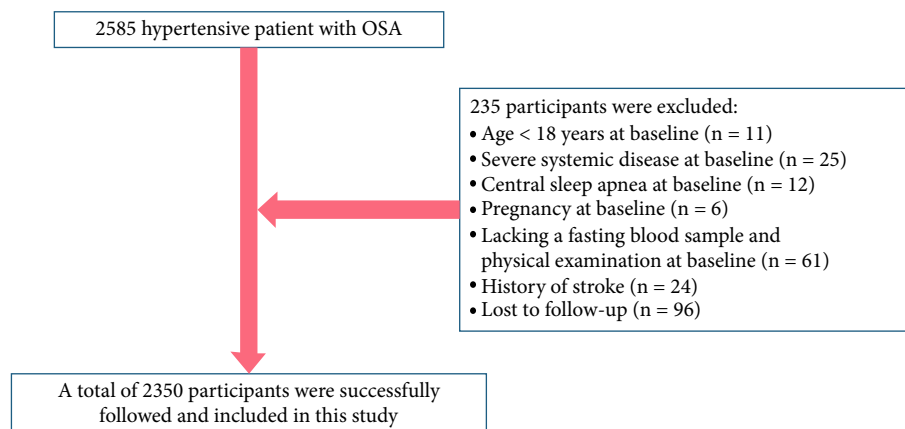 2585 hypertensive patient with OSA
235 participants were excluded:
• Age < 18 years at baseline (n = 11)
• Severe systemic disease at baseline (n = 25)
• Central sleep apnea at baseline (n = 12)
• Pregnancy at baseline (n = 6)
• Lacking a fasting blood sample and
physical examination at baseline (n = 61)
• History of stroke (n = 24)
• Lost to follow-up (n = 96)
A total of 2350 participants were successfully
followed and included in this study